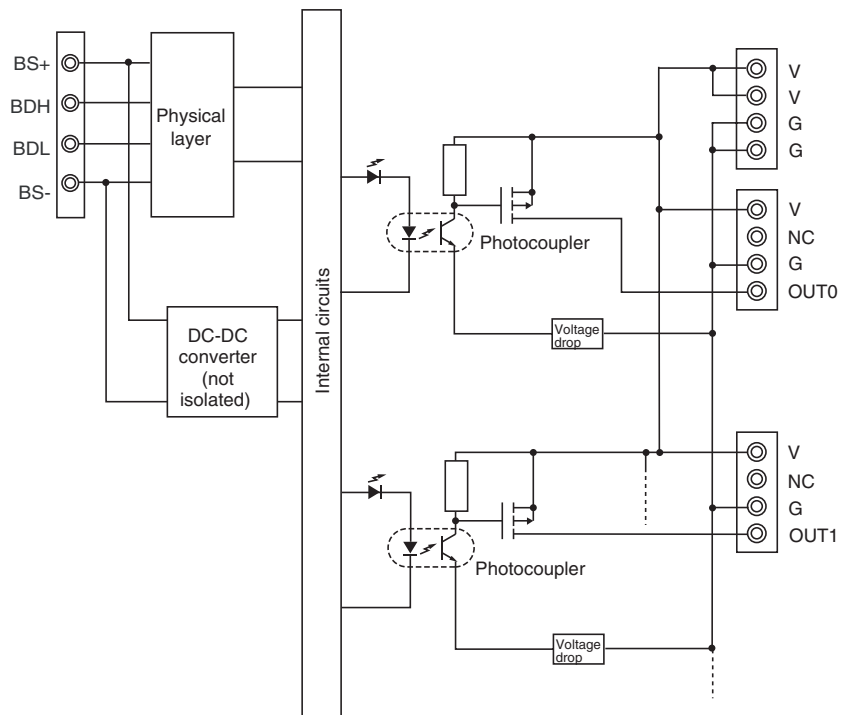 BS+
BDH
BDL
BS-
Physical
layer
DC-DC
converter
(not
isolated)
Internal circuits
Photocoupler
Voltage
drop
V
V
G
G
V
NC
G
OUT0
Photocoupler
Voltage
drop
V
NC
G
OUT1